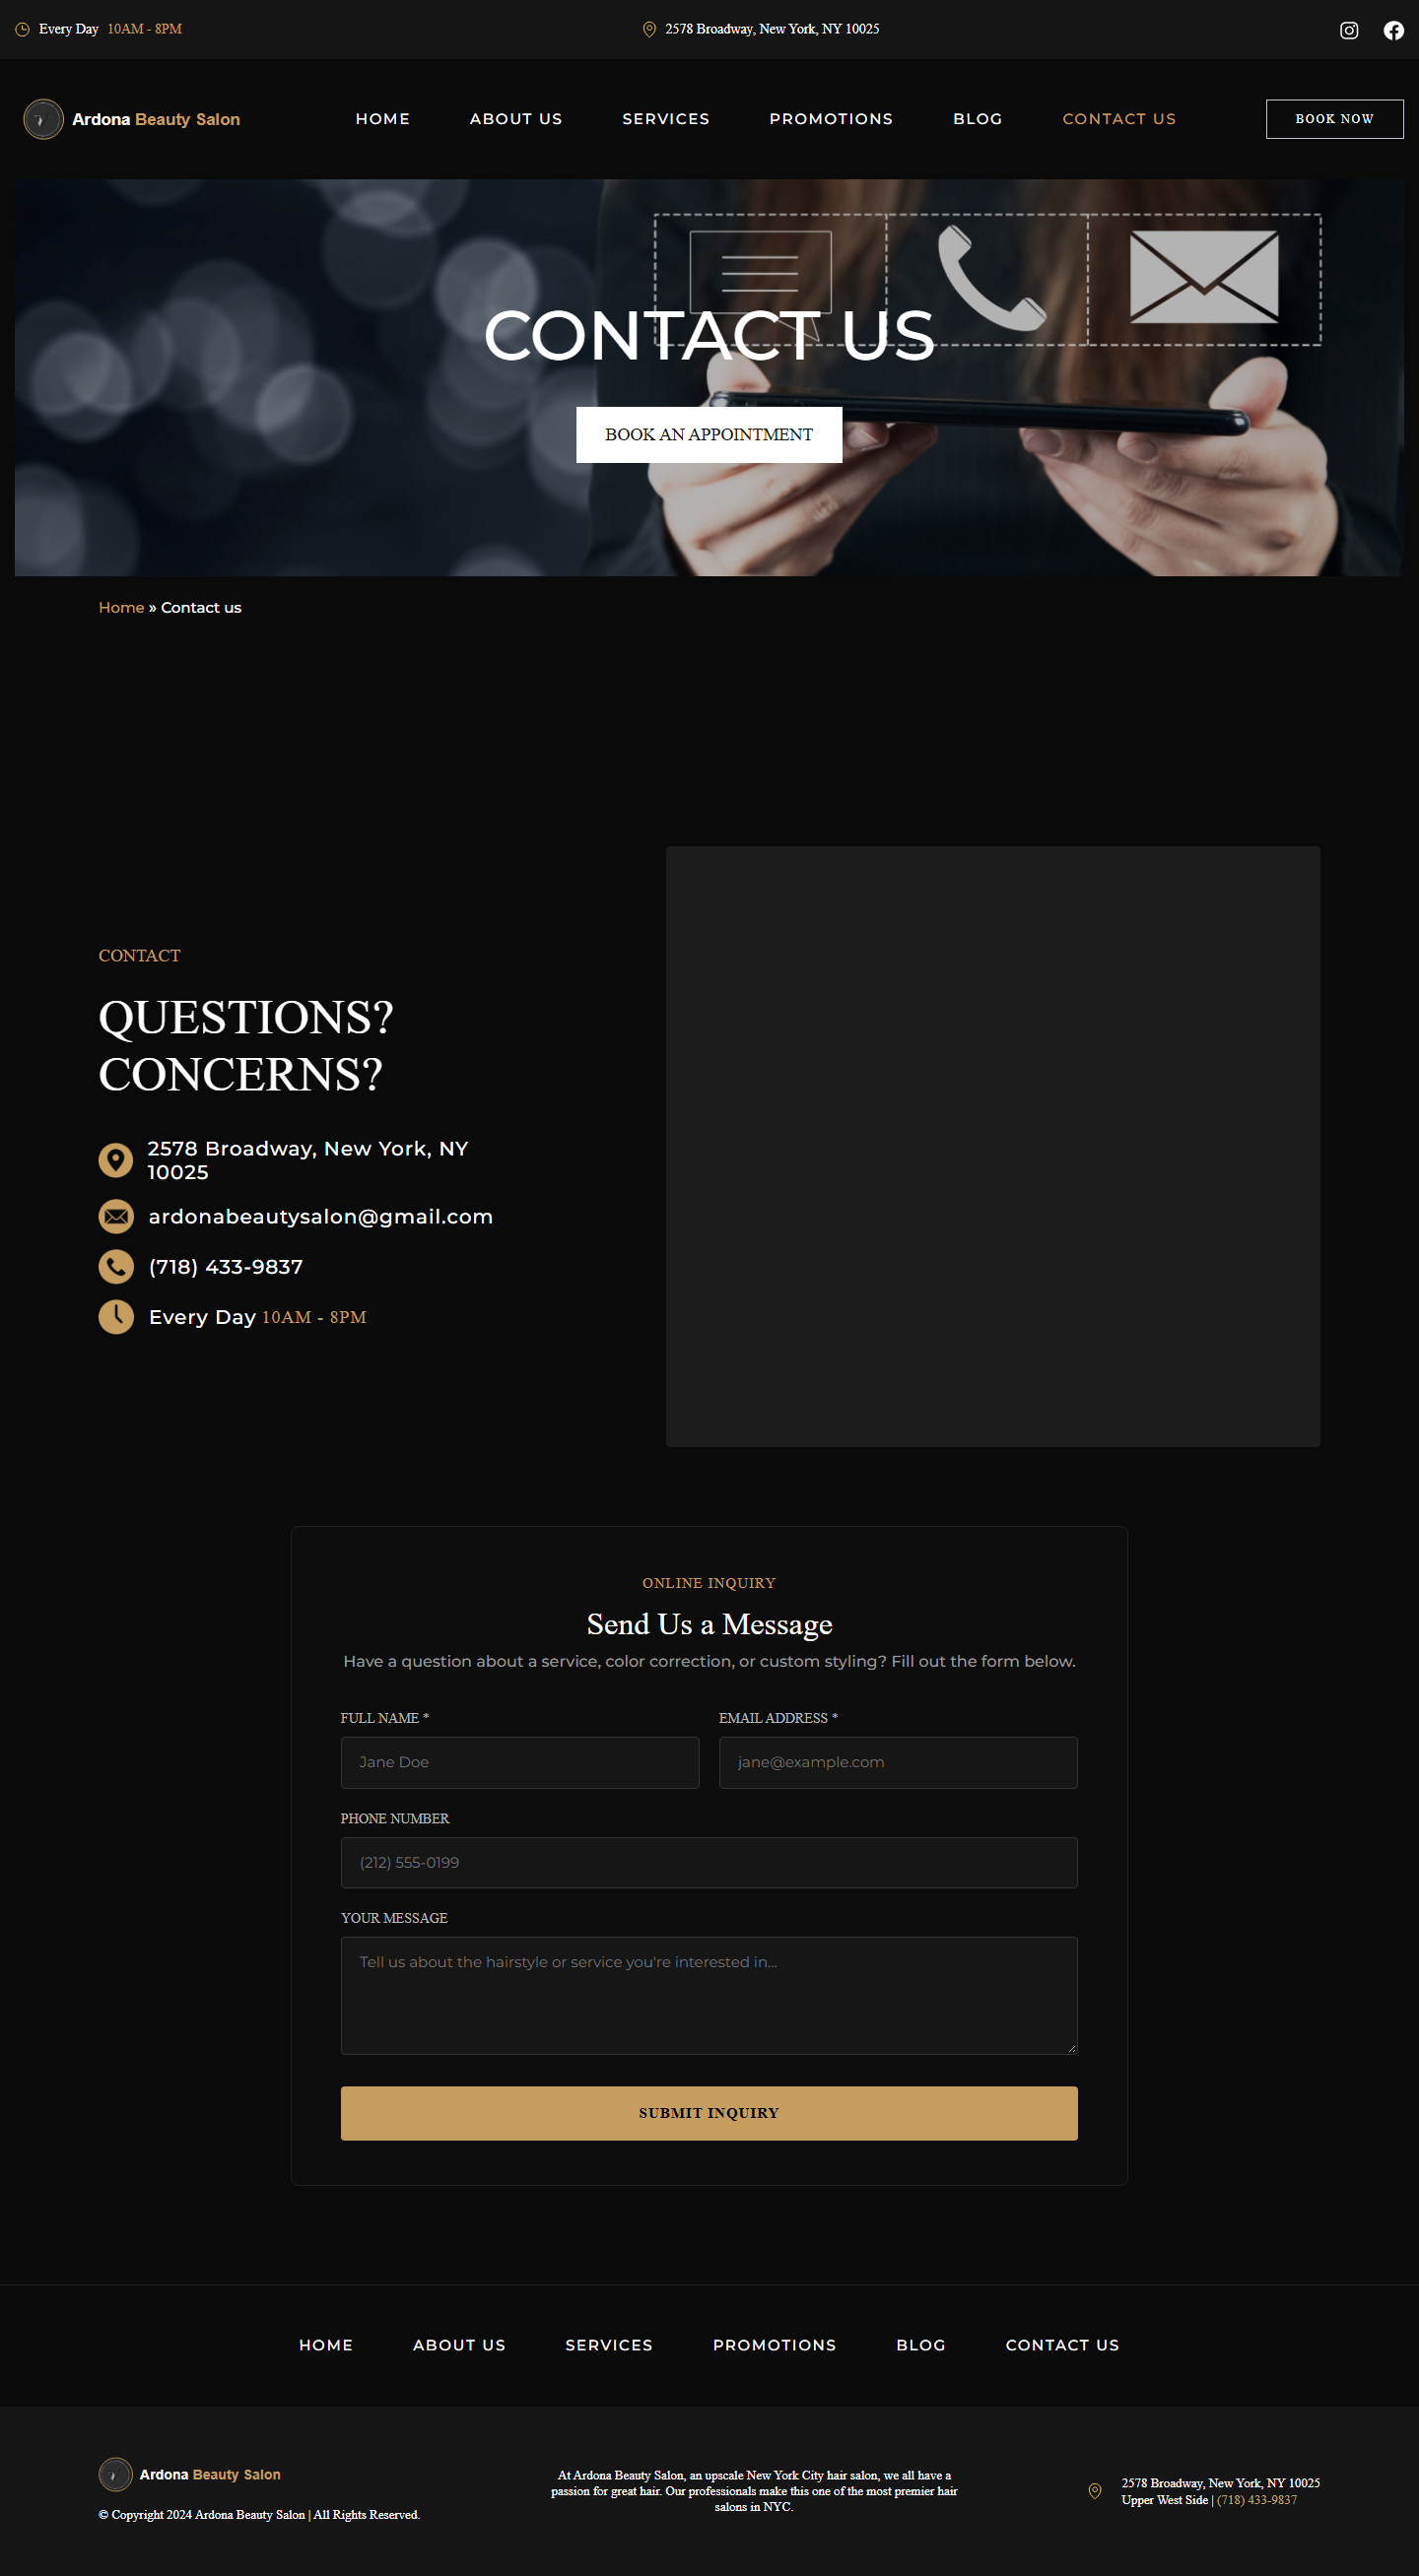 Every Day 10AM - 8PM
2578 Broadway, New York, NY 10025
Ardona Beauty Salon
HOME
ABOUT US
SERVICES
PROMOTIONS
BLOG
CONTACT US
BOOK NOW
CONTACT US
BOOK AN APPOINTMENT
Home » Contact us
CONTACT
QUESTIONS?
CONCERNS?
2578 Broadway, New York, NY
10025
ardonabeautysalon@gmail.com
(718) 433-9837
Every Day 10AM - 8PM
ONLINE INQUIRY
Send Us a Message
Have a question about a service, color correction, or custom styling? Fill out the form below.
FULL NAME *
EMAIL ADDRESS *
Jane Doe
jane@example.com
PHONE NUMBER
(212) 555-0199
YOUR MESSAGE
Tell us about the hairstyle or service you're interested in...
SUBMIT INQUIRY
HOME
ABOUT US
SERVICES
PROMOTIONS
BLOG
CONTACT US
Ardona Beauty Salon
© Copyright 2024 Ardona Beauty Salon | All Rights Reserved.
At Ardona Beauty Salon, an upscale New York City hair salon, we all have a
passion for great hair. Our professionals make this one of the most premier hair
salons in NYC.
2578 Broadway, New York, NY 10025
Upper West Side | (718) 433-9837